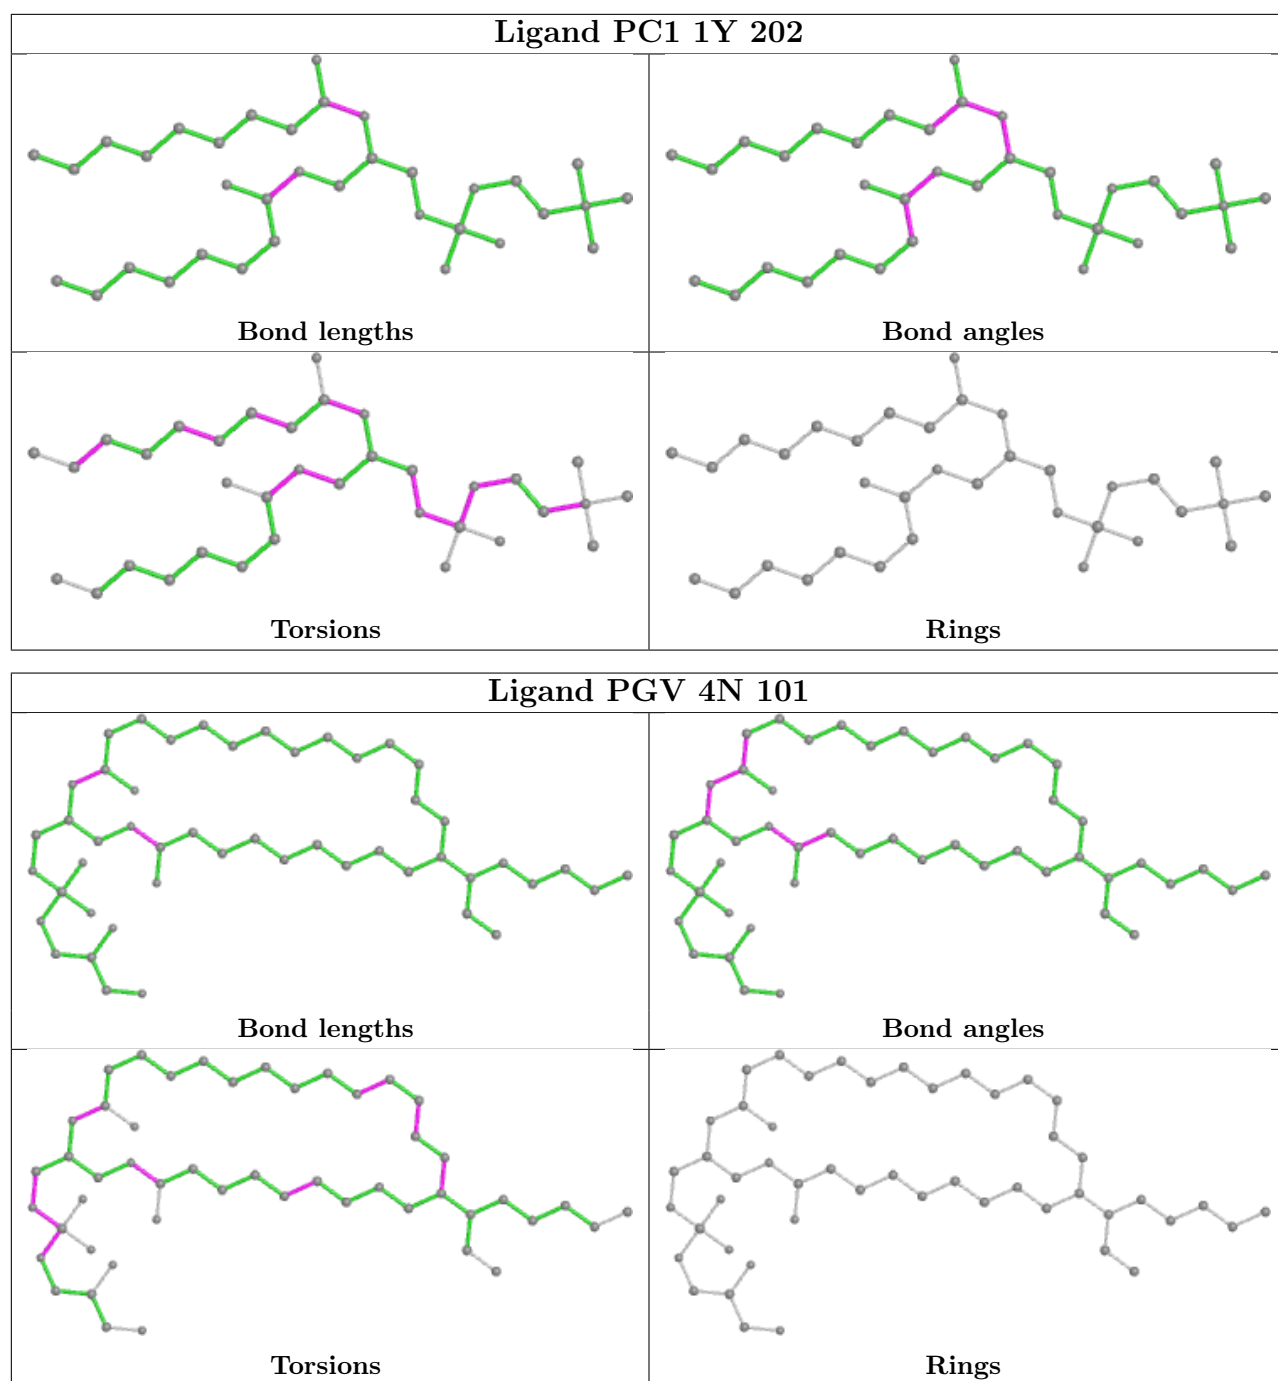 Ligand PC1 1Y 202
Bond lengths
Bond angles
Torsions
Rings
Ligand PGV 4N 101
Bond lengths
Bond angles
Torsions
Rings